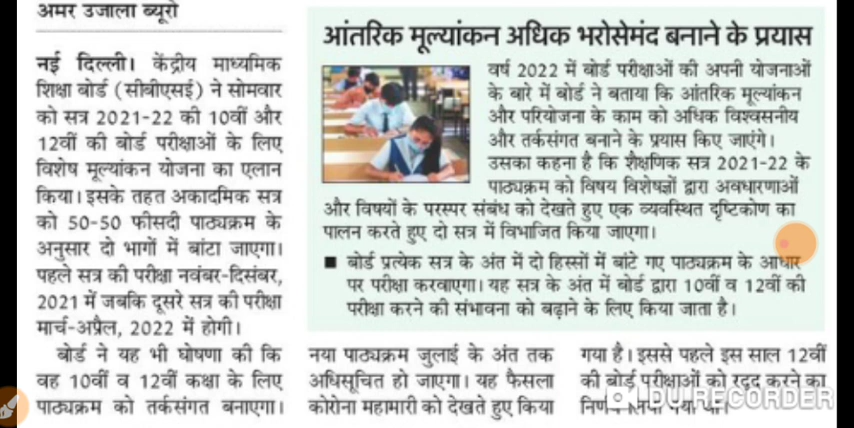 अमर उजाला ब्यूरो
नई दिल्ली। केंद्रीय माध्यमिक
शिक्षा बोर्ड (सीबीएसई) ने सोमवार
को सत्र 2021-22 की 10वीं और
12वीं की बोर्ड परीक्षाओं के लिए
विशेष मूल्यांकन योजना का एलान
किया। इसके तहत अकादमिक सत्र
को 50-50 फीसदी पाठ्यक्रम के
अनुसार दो भागों में बांटा जाएगा।
पहले सत्र की परीक्षा नवंबर-दिसंबर,
2021 में जबकि दूसरे सत्र की परीक्षा
मार्च-अप्रैल, 2022 में होगी।
बोर्ड ने यह भी घोषणा की कि
वह 10वीं व 12वीं कक्षा के लिए
पाठ्यक्रम को तर्कसंगत बनाएगा।
आंतरिक मूल्यांकन अधिक भरोसेमंद बनाने के प्रयास
वर्ष 2022 में बोर्ड परीक्षाओं की अपनी योजनाओं
के बारे में बोर्ड ने बताया कि आंतरिक मूल्यांकन
और परियोजना के काम को अधिक विश्वसनीय
और तर्कसंगत बनाने के प्रयास किए जाएंगे।
उसका कहना है कि शैक्षणिक सत्र 2021-22 के
पाठ्यक्रम को विषय विशेषज्ञों द्वारा अवधारणाओं
और विषयों के परस्पर संबंध को देखते हुए एक व्यवस्थित दृष्टिकोण का
पालन करते हुए दो सत्र में विभाजित किया जाएगा।
■ बोर्ड प्रत्येक सत्र के अंत में दो हिस्सों में बांटे गए पाठ्यक्रम के आधार
पर परीक्षा करवाएगा। यह सत्र के अंत में बोर्ड द्वारा 10वीं व 12वीं की
परीक्षा करने की संभावना को बढ़ाने के लिए किया जाता है।
नया पाठ्यक्रम जुलाई के अंत तक
अधिसूचित हो जाएगा। यह फैसला
कोरोना महामारी को देखते हुए किया
गया है। इससे पहले इस साल 12वीं
की बोर्ड परीक्षाओं को रद्द करने का
DU RECORDER